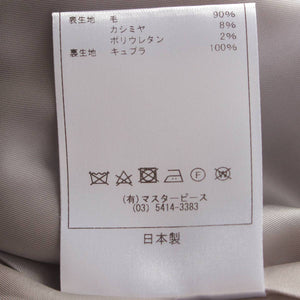 表生地 毛 90%
カシミヤ 8%
ポリウレタン 2%
裏生地 キュプラ 100%
(有)マスターピース
(03) 5414-3383
日本製